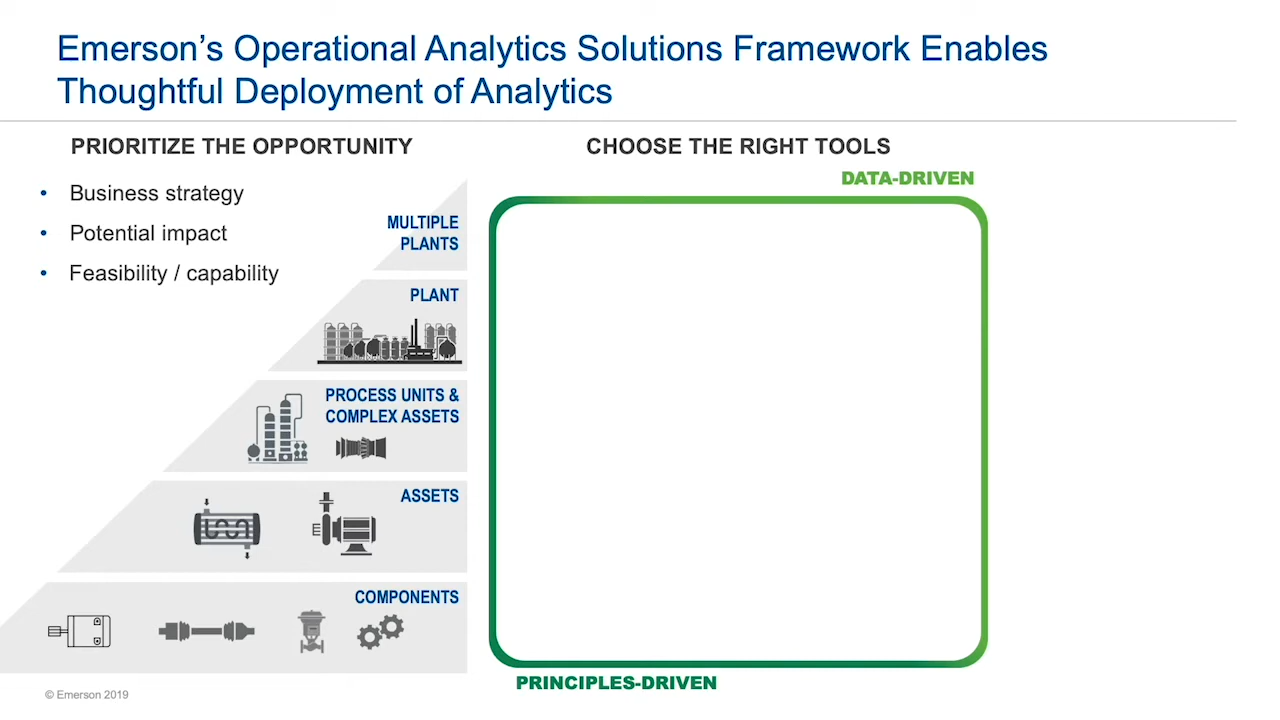 Emerson’s Operational Analytics Solutions Framework Enables
Thoughtful Deployment of Analytics
PRIORITIZE THE OPPORTUNITY
• Business strategy
• Potential impact
• Feasibility / capability
MULTIPLE
PLANTS
PLANT
PROCESS UNITS &
COMPLEX ASSETS
ASSETS
COMPONENTS
CHOOSE THE RIGHT TOOLS
DATA-DRIVEN
PRINCIPLES-DRIVEN
© Emerson 2019